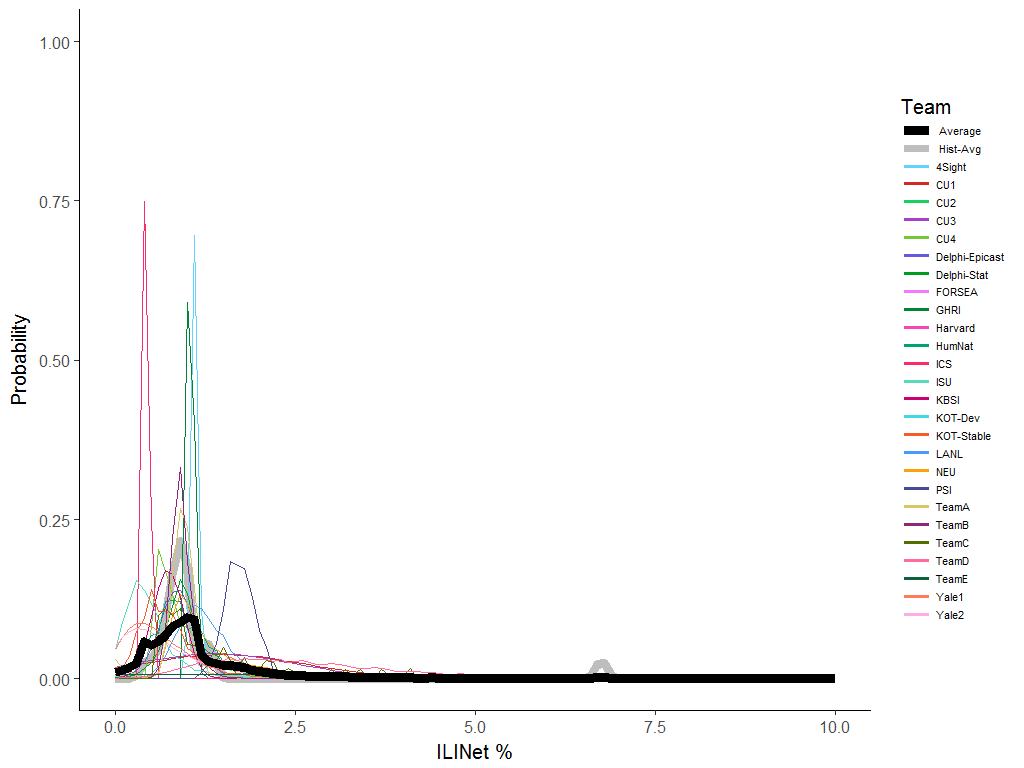 1.00
0.75
0.50
0.25
0.00
Probability
0.0 2.5 5.0 7.5 10.0
ILINet %
Team
Average
Hist-Avg
4Sight
CU1
CU2
CU3
CU4
Delphi-Epicast
Delphi-Stat
FORSEA
GHRI
Harvard
HumNat
ICS
ISU
KBSI
KOT-Dev
KOT-Stable
LANL
NEU
PSI
TeamA
TeamB
TeamC
TeamD
TeamE
Yale1
Yale2